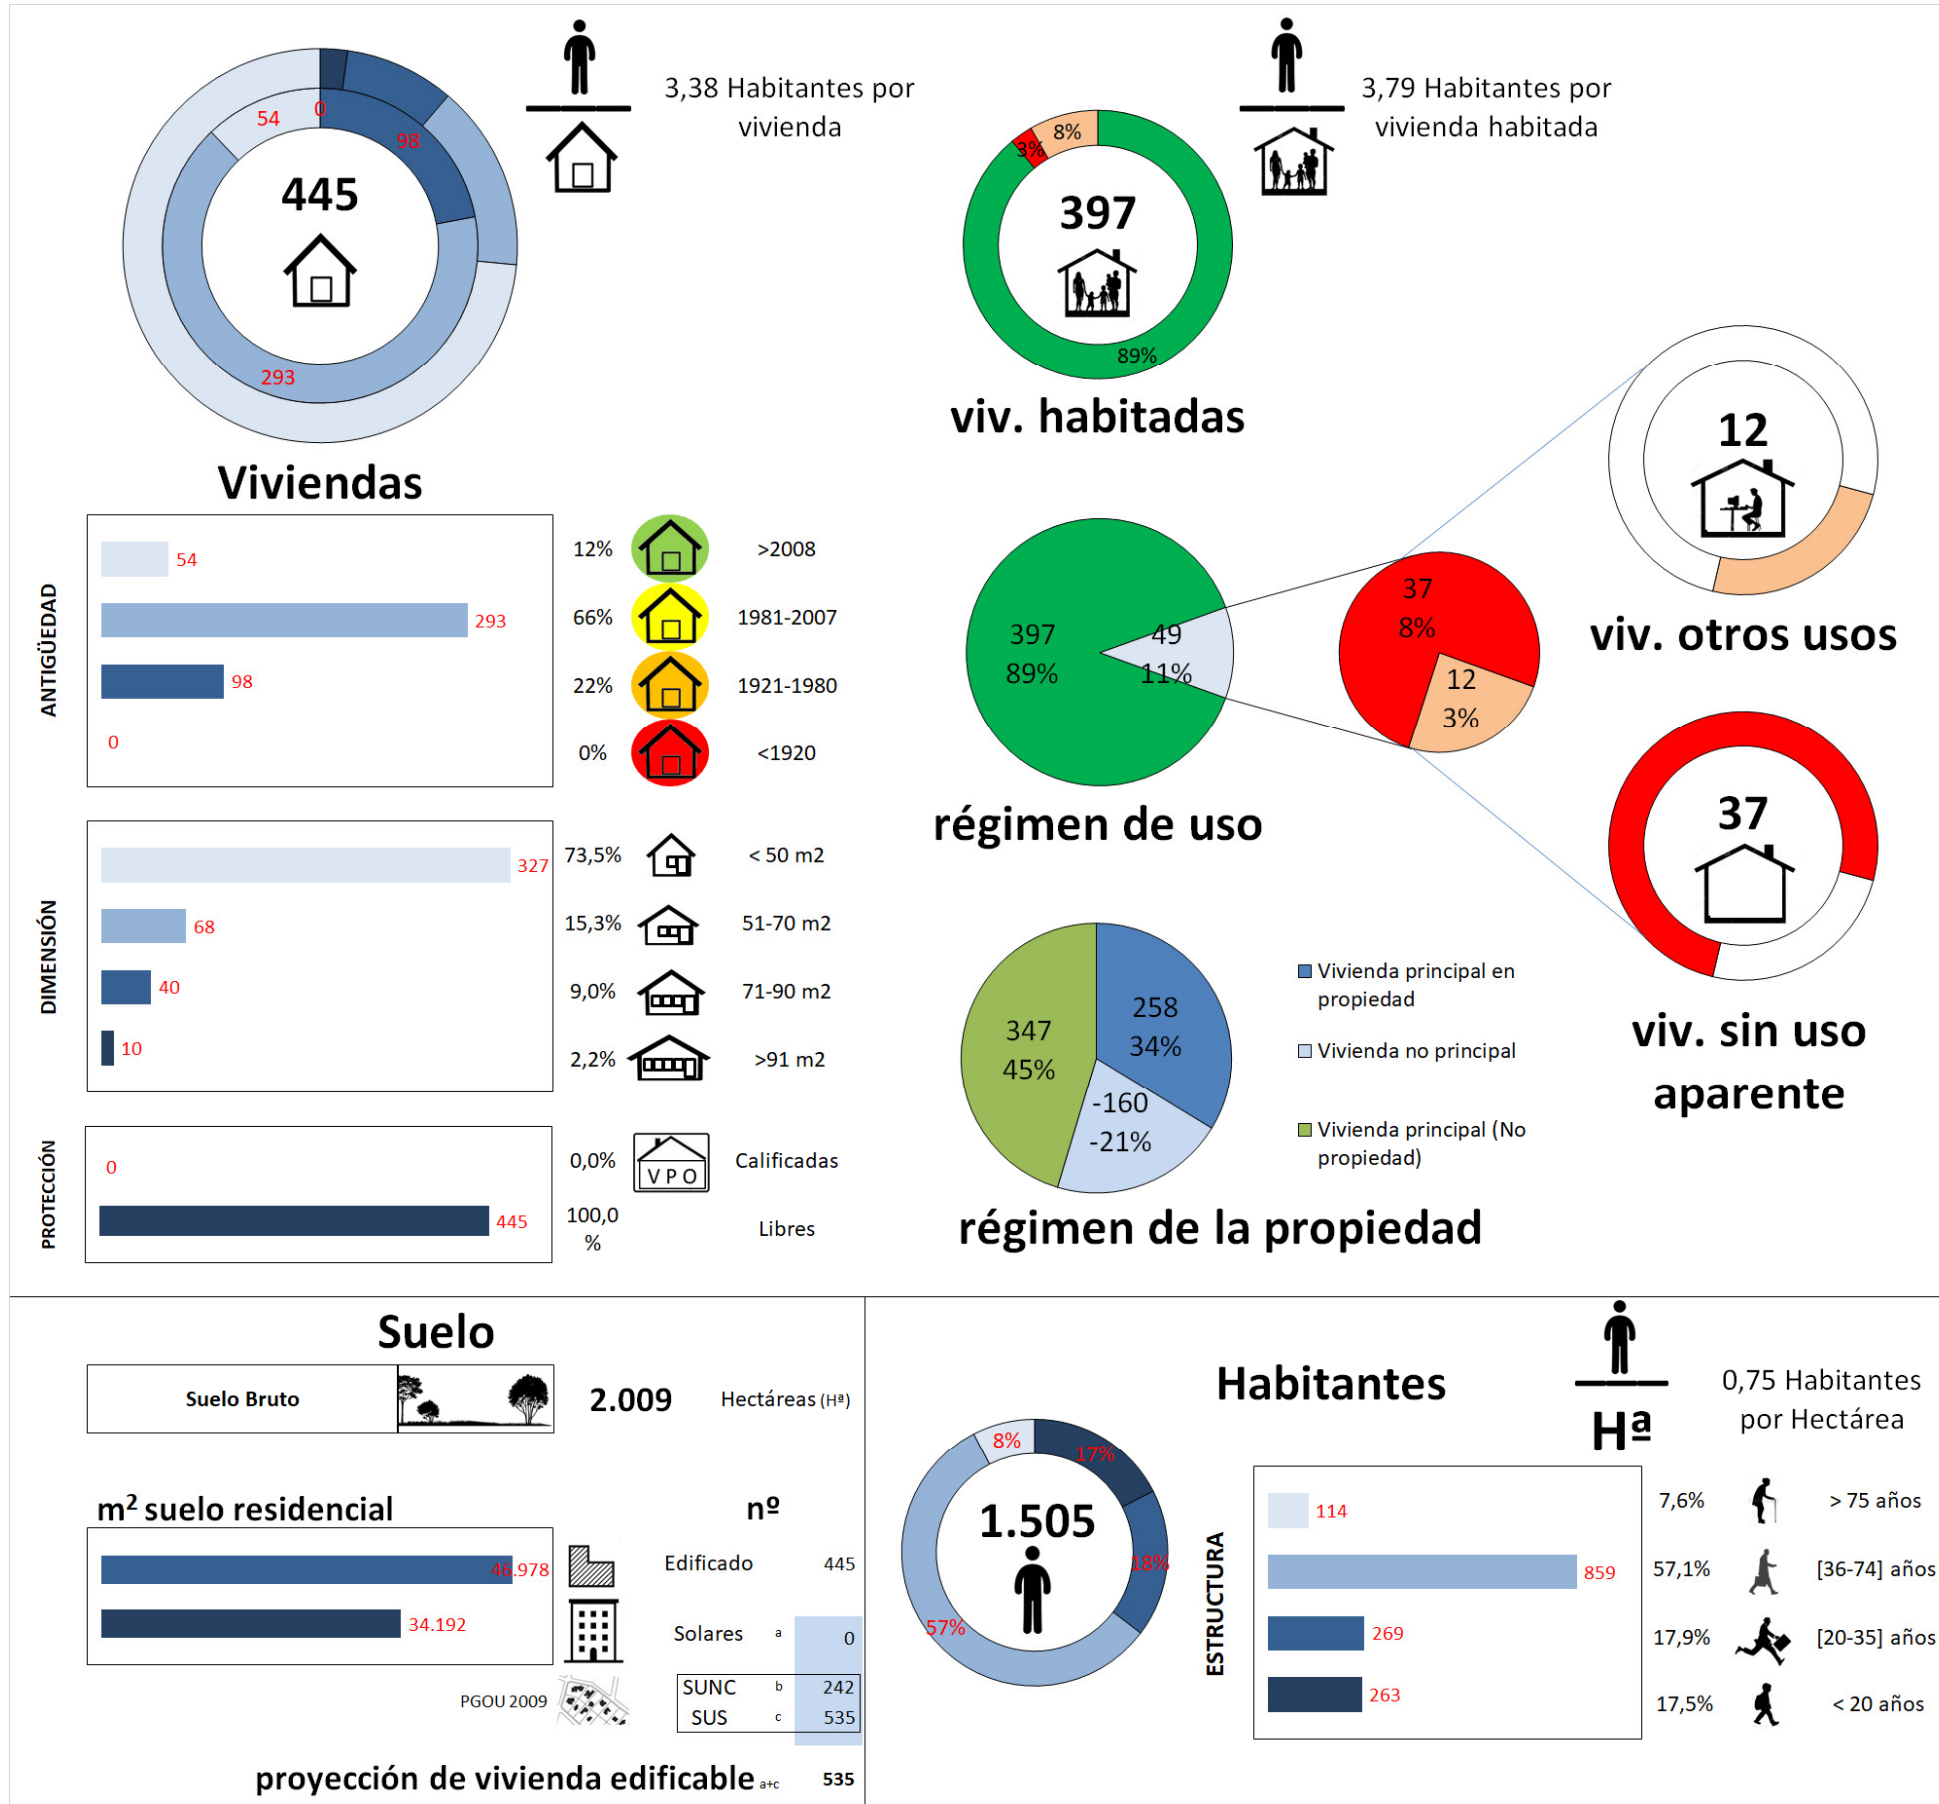 3,38 Habitantes por
vivienda
54
0
98
445
293
Viviendas
3,79 Habitantes por
vivienda habitada
8%
3%
397
89%
viv. habitadas
12
viv. otros usos
ANTIGÜEDAD
54
12%
>2008
293
66%
1981-2007
98
22%
1921-1980
0
0%
<1920
397
89%
49
11%
37
8%
12
3%
régimen de uso
37
viv. sin uso
aparente
DIMENSIÓN
327
73,5%
< 50 m2
68
15,3%
51-70 m2
40
9,0%
71-90 m2
10
2,2%
>91 m2
258
34%
347
45%
-160
-21%
Vivienda principal en
propiedad
Vivienda no principal
Vivienda principal (No
propiedad)
régimen de la propiedad
PROTECCIÓN
0
0,0%
V P O
Calificadas
445
100,0
%
Libres
Suelo
Suelo Bruto
2.009
Hectáreas (Hª)
m² suelo residencial
nº
46.978
Edificado
445
34.192
Solares a
0
PGOU 2009
SUNC b
242
SUS c
535
proyección de vivienda edificable a+c
535
Habitantes
Hª
0,75 Habitantes
por Hectárea
8%
17%
18%
57%
1.505
ESTRUCTURA
114
7,6%
> 75 años
859
57,1%
[36-74] años
269
17,9%
[20-35] años
263
17,5%
< 20 años